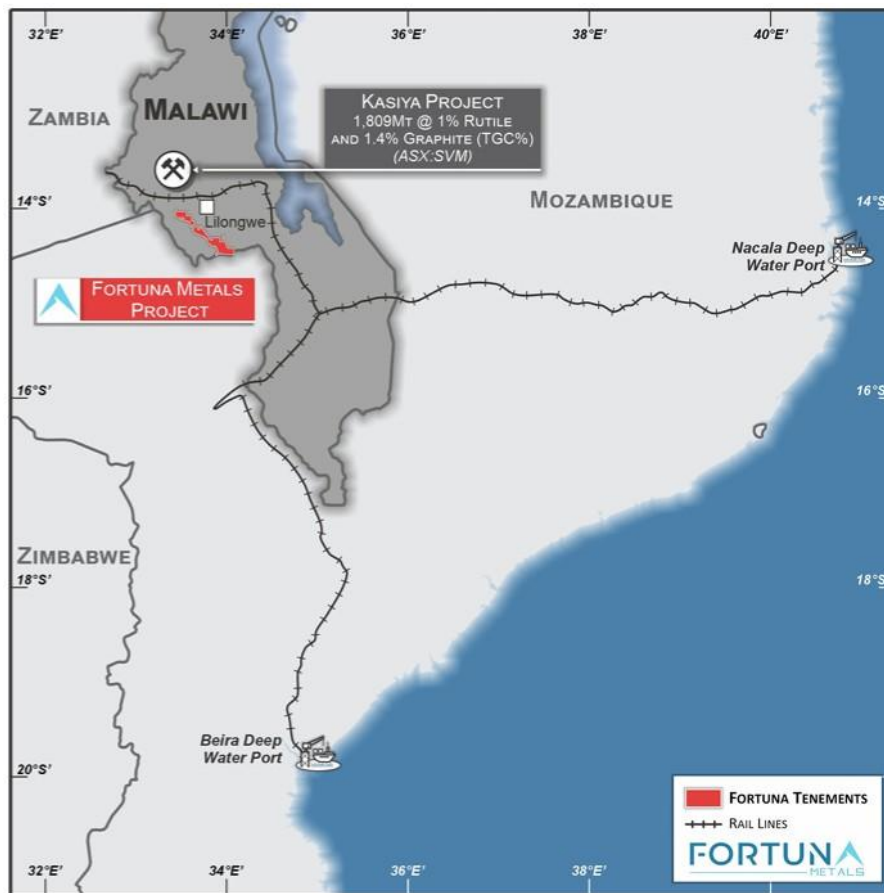 32°E'
34°E'
36°E'
38°E'
40°E'
KASIYA PROJECT
1,809MT @ 1% RUTILE
AND 1.4% GRAPHITE (TGC%)
(ASX:SVM)
ZAMBIA
MALAWI
14°S'
14°S'
MOZAMBIQUE
Lilongwe
Nacala Deep
Water Port
FORTUNA METALS
PROJECT
16°S'
16°S'
ZIMBABWE
18°S'
18°S'
Beira Deep
Water Port
20°S'
FORTUNA TENEMENTS
RAIL LINES
FORTUNA
METALS
32°E'
34°E'
36°E'
38°E'
40°E'